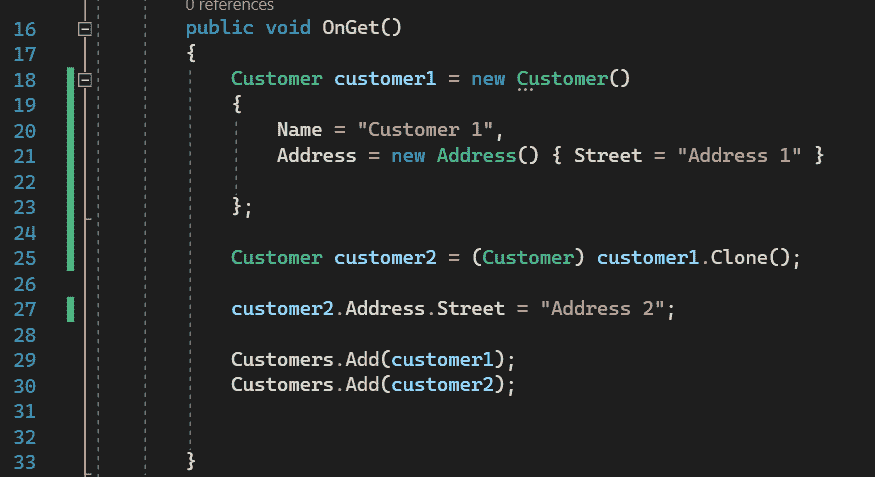 0 references
16 public void OnGet()
17 {
18 Customer customer1 = new Customer()
19 {
20 Name = "Customer 1",
21 Address = new Address() { Street = "Address 1" }
22
23 };
24
25 Customer customer2 = (Customer) customer1.Clone();
26
27 customer2.Address.Street = "Address 2";
28
29 Customers.Add(customer1);
30 Customers.Add(customer2);
31
32
33 }